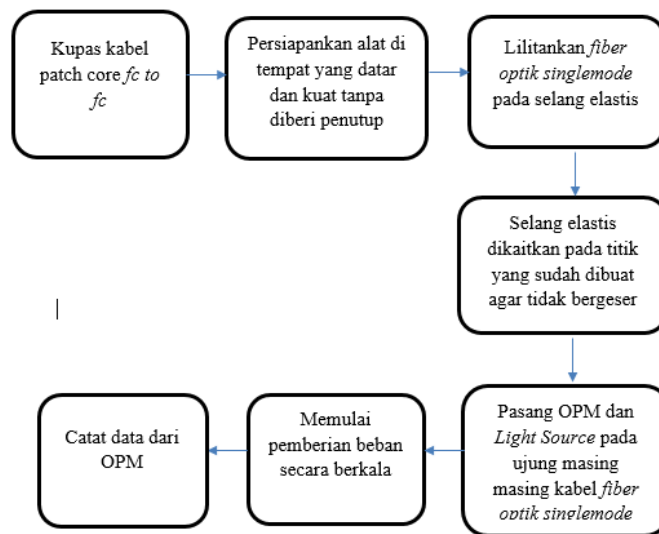 Kupas kabel
patch core fc to
fc
Persiapankan alat di
tempat yang datar
dan kuat tanpa
diberi penutup
Lilitankan fiber
optik singlemode
pada selang elastis
Selang elastis
dikaitkan pada titik
yang sudah dibuat
agar tidak bergeser
Pasang OPM dan
Light Source pada
ujung masing
masing kabel fiber
optik singlemode
Memulai
pemberian beban
secara berkala
Catat data dari
OPM